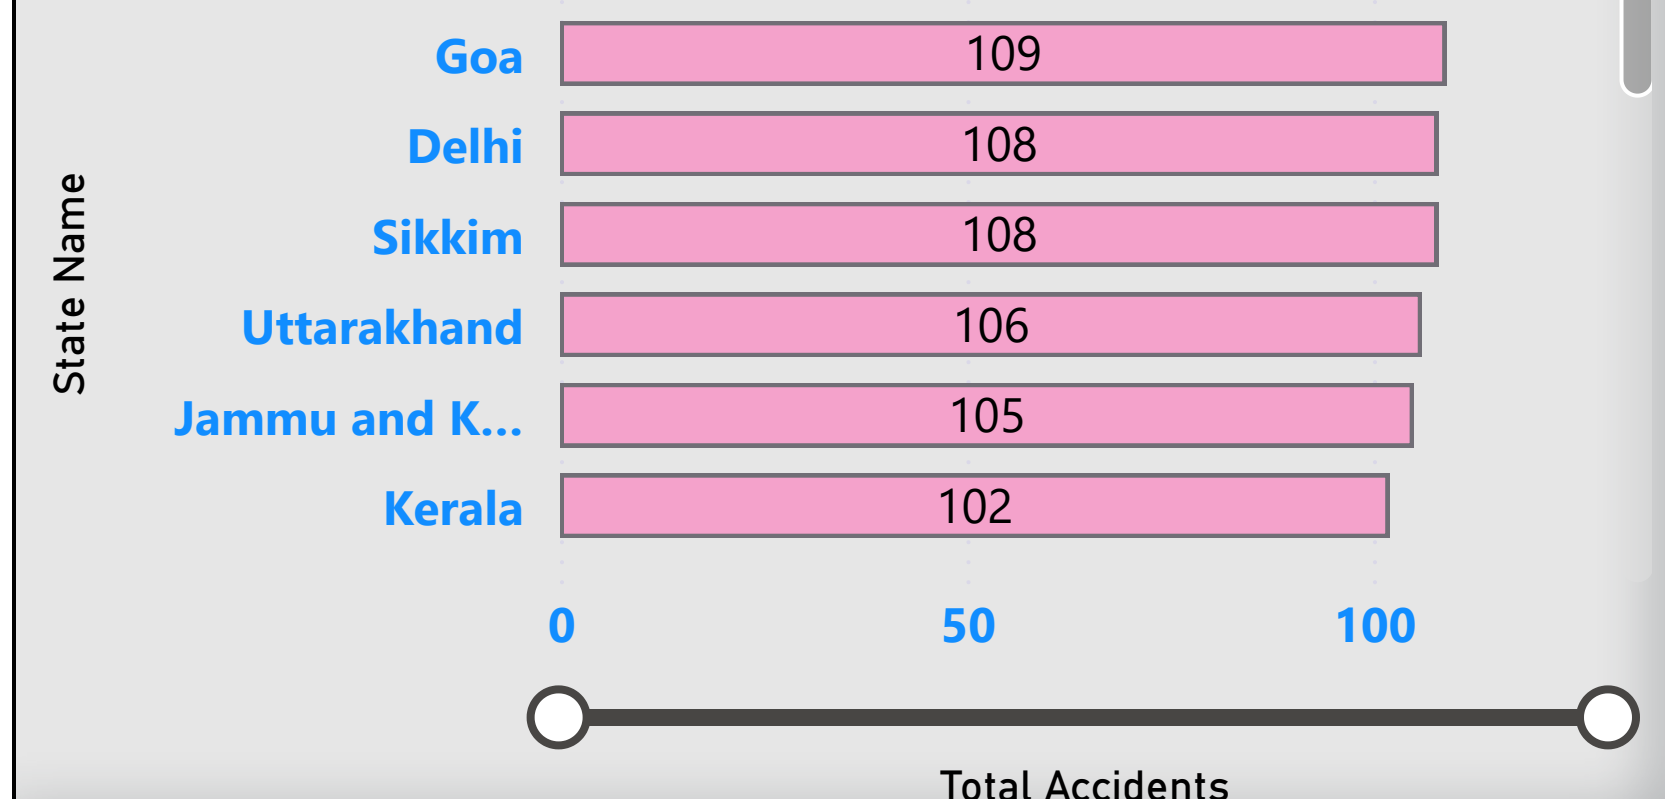 State Name
Goa 109
Delhi 108
Sikkim 108
Uttarakhand 106
Jammu and K... 105
Kerala 102
0 50 100
Total Accidents